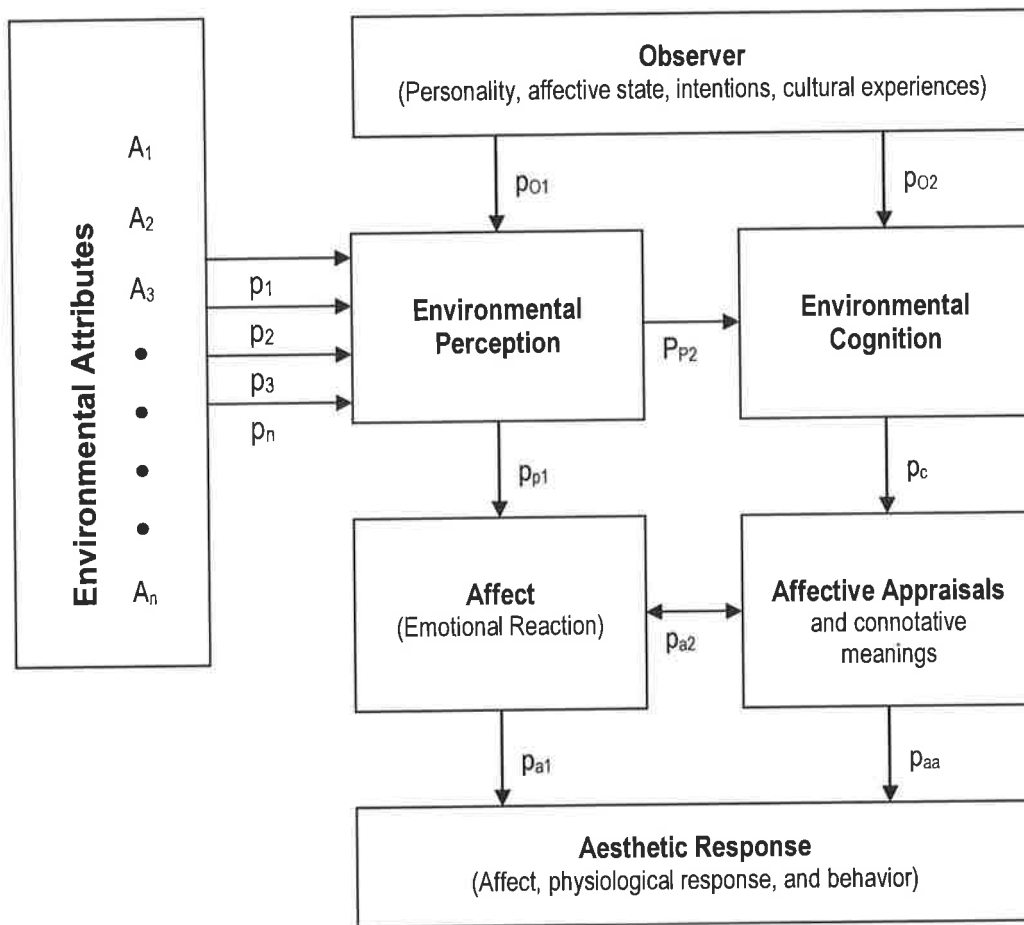 Environmental Attributes
A₁
A₂
A₃
Aₙ
Observer
(Personality, affective state, intentions, cultural experiences)
pO1
pO2
p₁
p₂
p₃
pₙ
Environmental
Perception
PP2
Environmental
Cognition
pp1
pc
Affect
(Emotional Reaction)
pa2
Affective Appraisals
and connotative
meanings
pa1
paa
Aesthetic Response
(Affect, physiological response, and behavior)